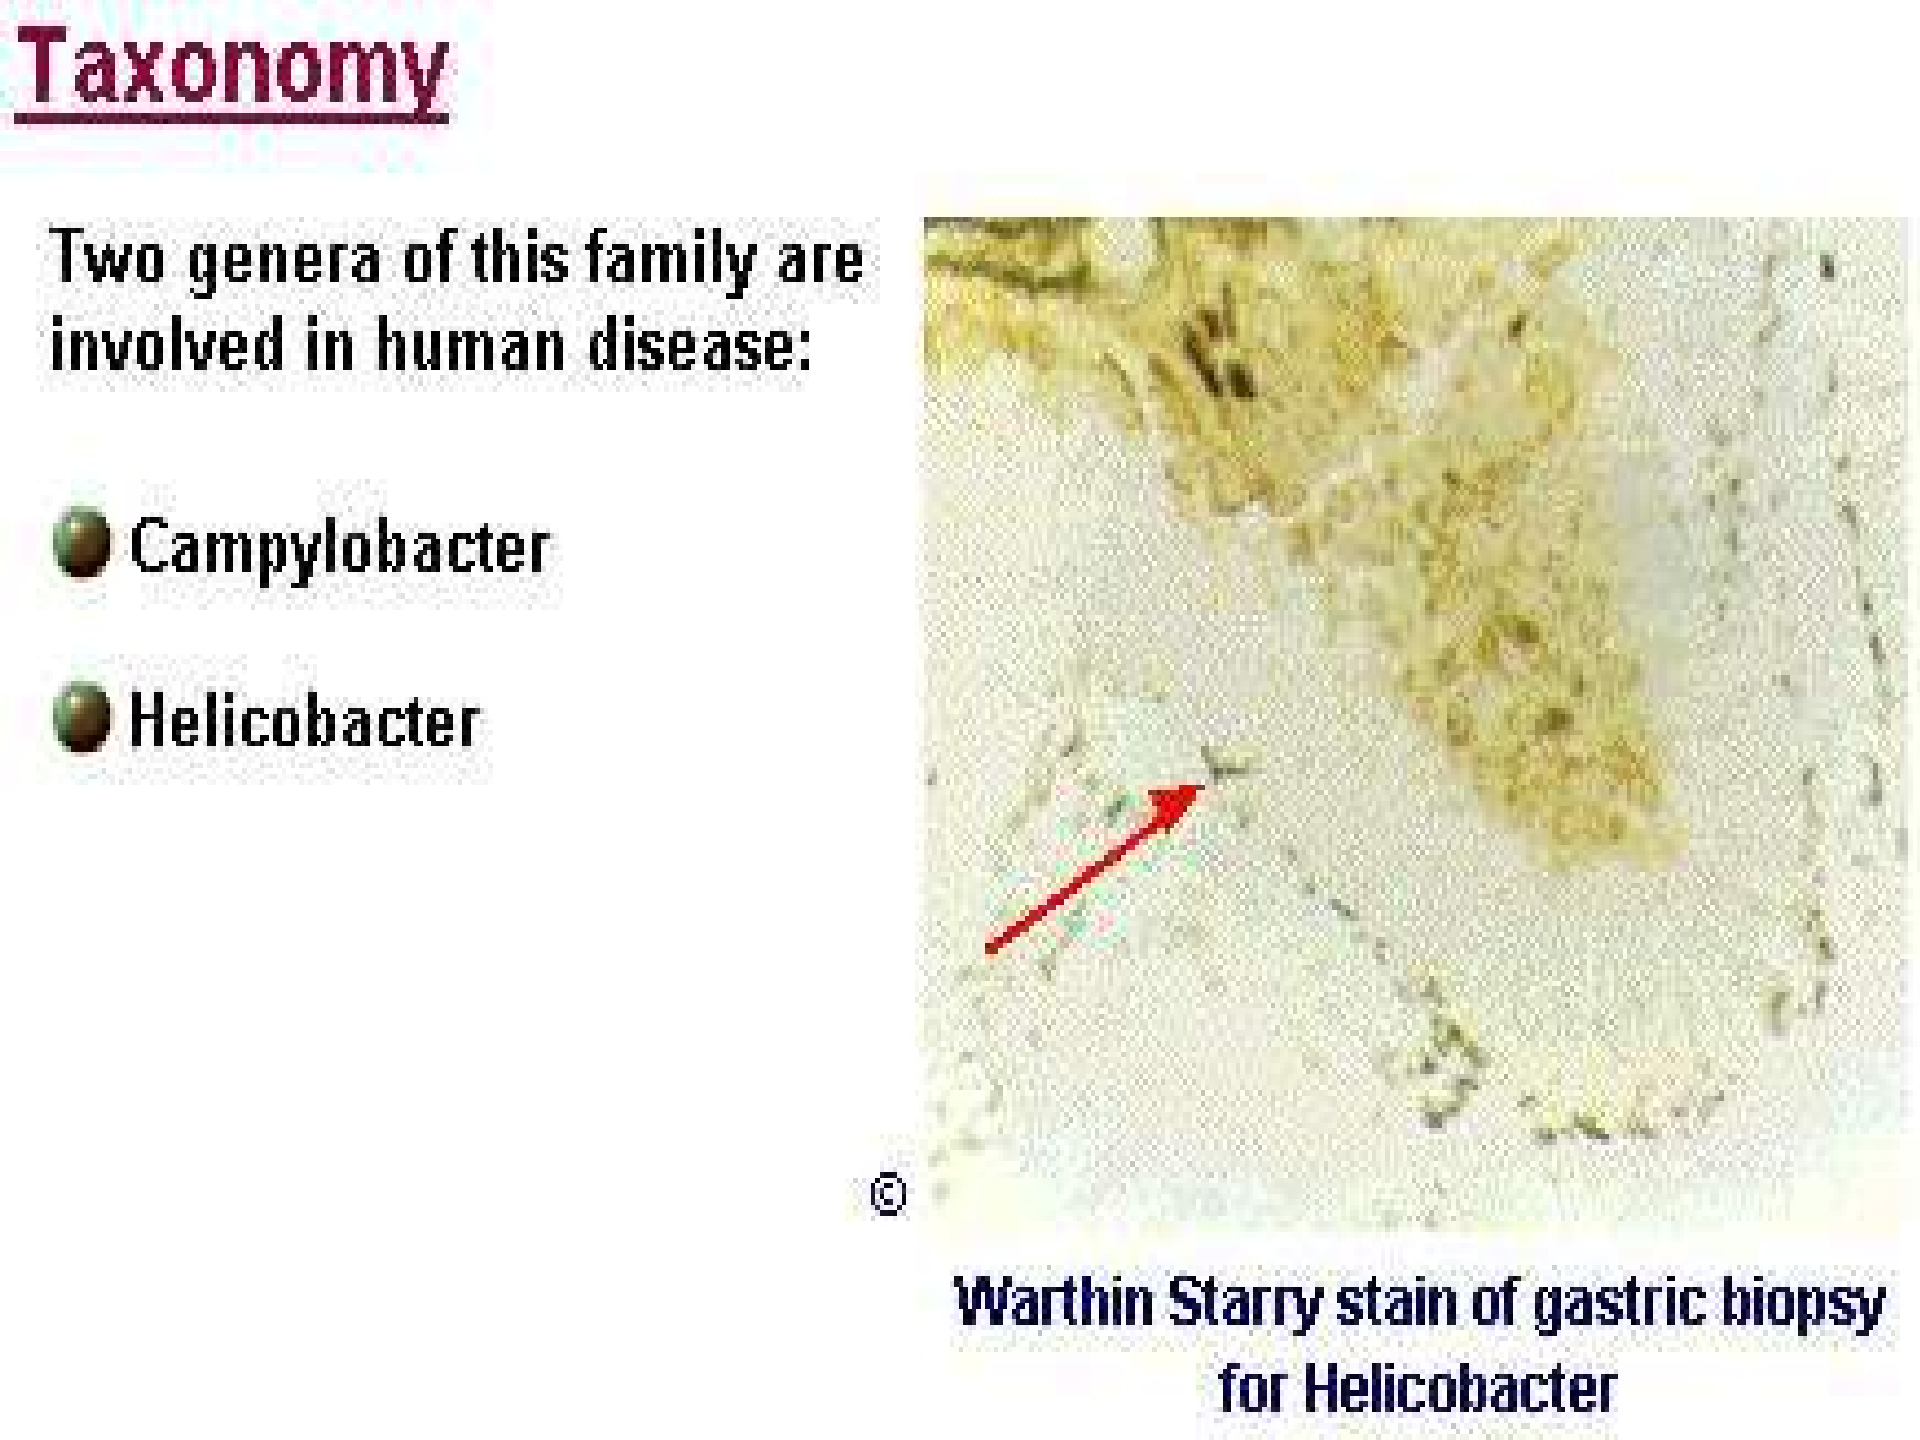 Taxonomy
Two genera of this family are
involved in human disease:
Campylobacter
Helicobacter
©
Warthin Starry stain of gastric biopsy
for Helicobacter